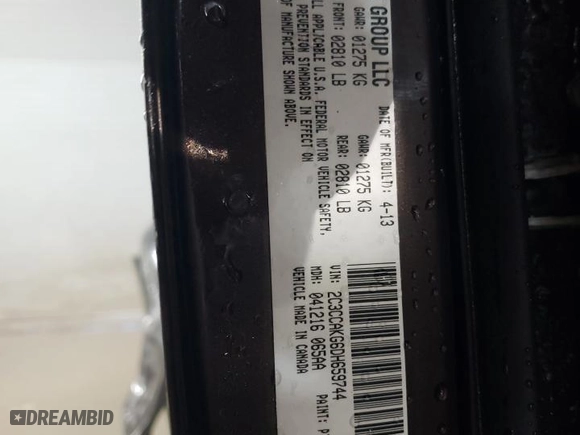 GROUP LLC
DATE OF MFR(BUILT): 4-13
GAWR: 01275 KG GAWR: 01275 KG
FRONT: 02810 LB REAR: 02810 LB
ALL APPLICABLE U.S.A. FEDERAL MOTOR VEHICLE SAFETY,
PREVENTION STANDARDS IN EFFECT ON
OF MANUFACTURE SHOWN ABOVE.
VIN: 2C3CCAKG6DH659744
MDH: 041216 065AA PAINT:
VEHICLE MADE IN CANADA
DREAMBID